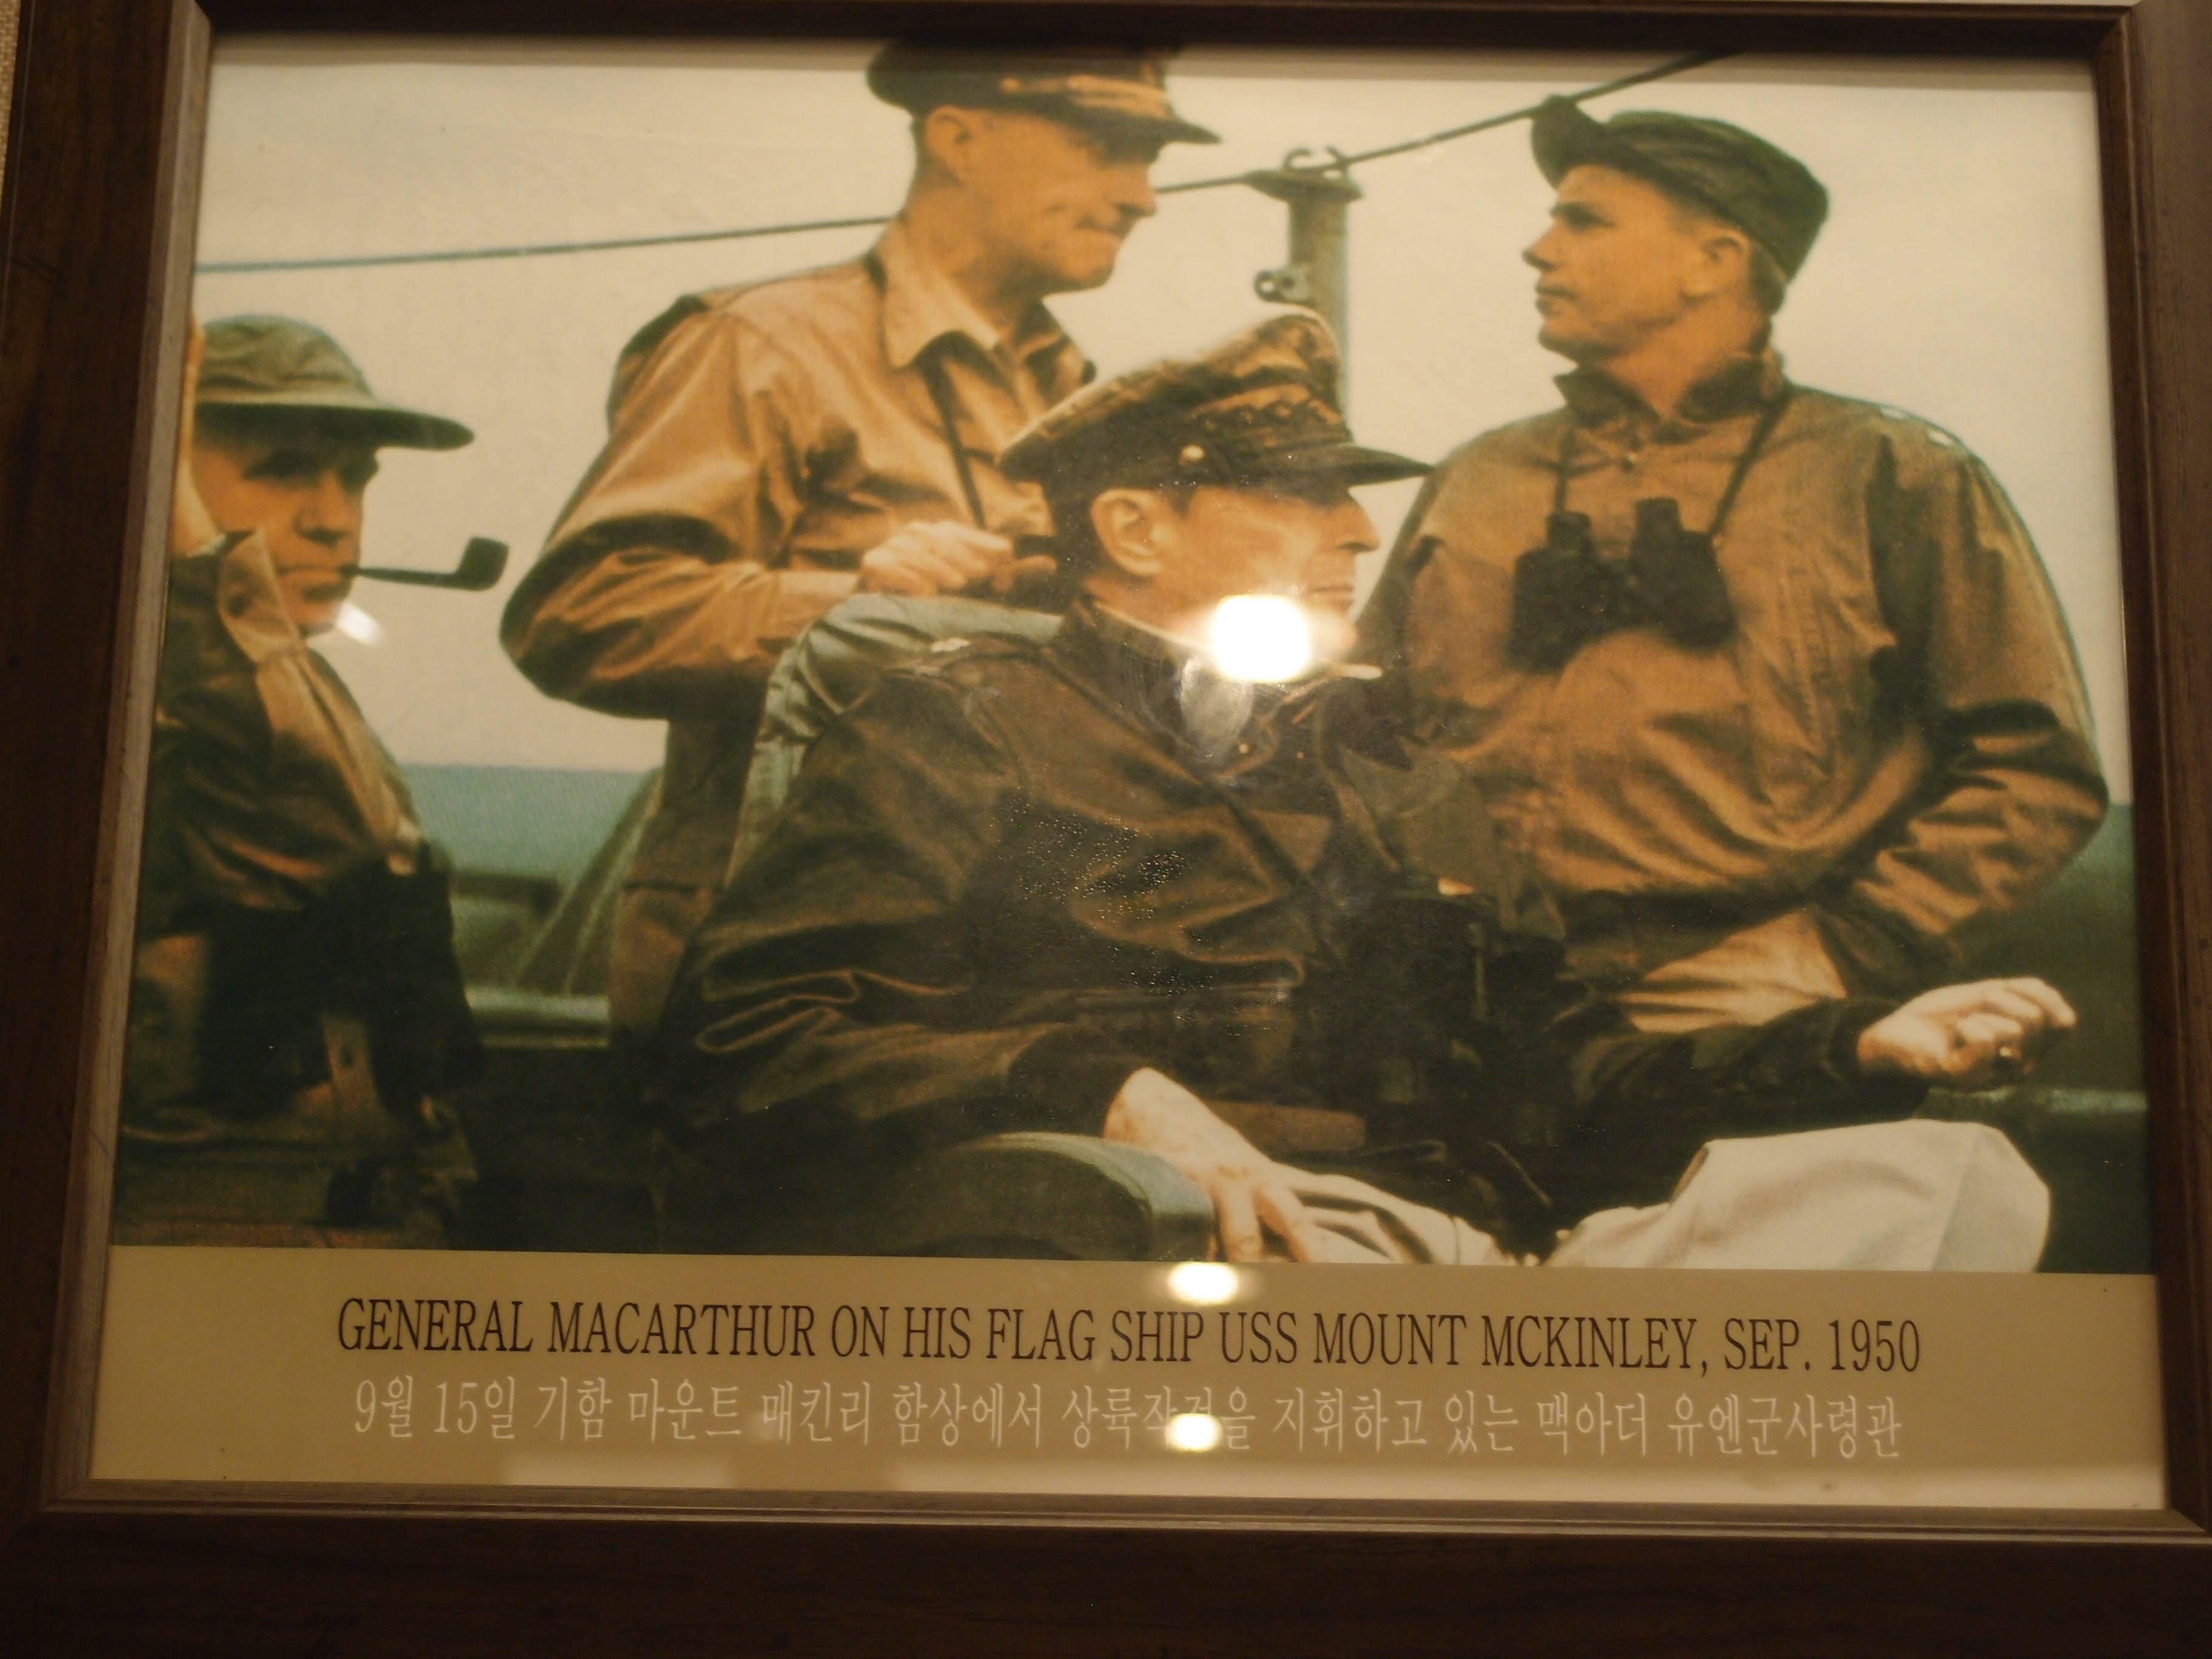 GENERAL MACARTHUR ON HIS FLAG SHIP USS MOUNT MCKINLEY, SEP. 1950
9월 15일 기함 마운트 매킨리 함상에서 상륙작전을 지휘하고 있는 맥아더 유엔군사령관